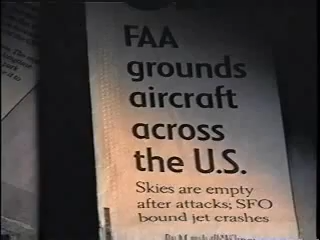 FAA
grounds
aircraft
across
the U.S.
Skies are empty
after attacks; SFO
bound jet crashes